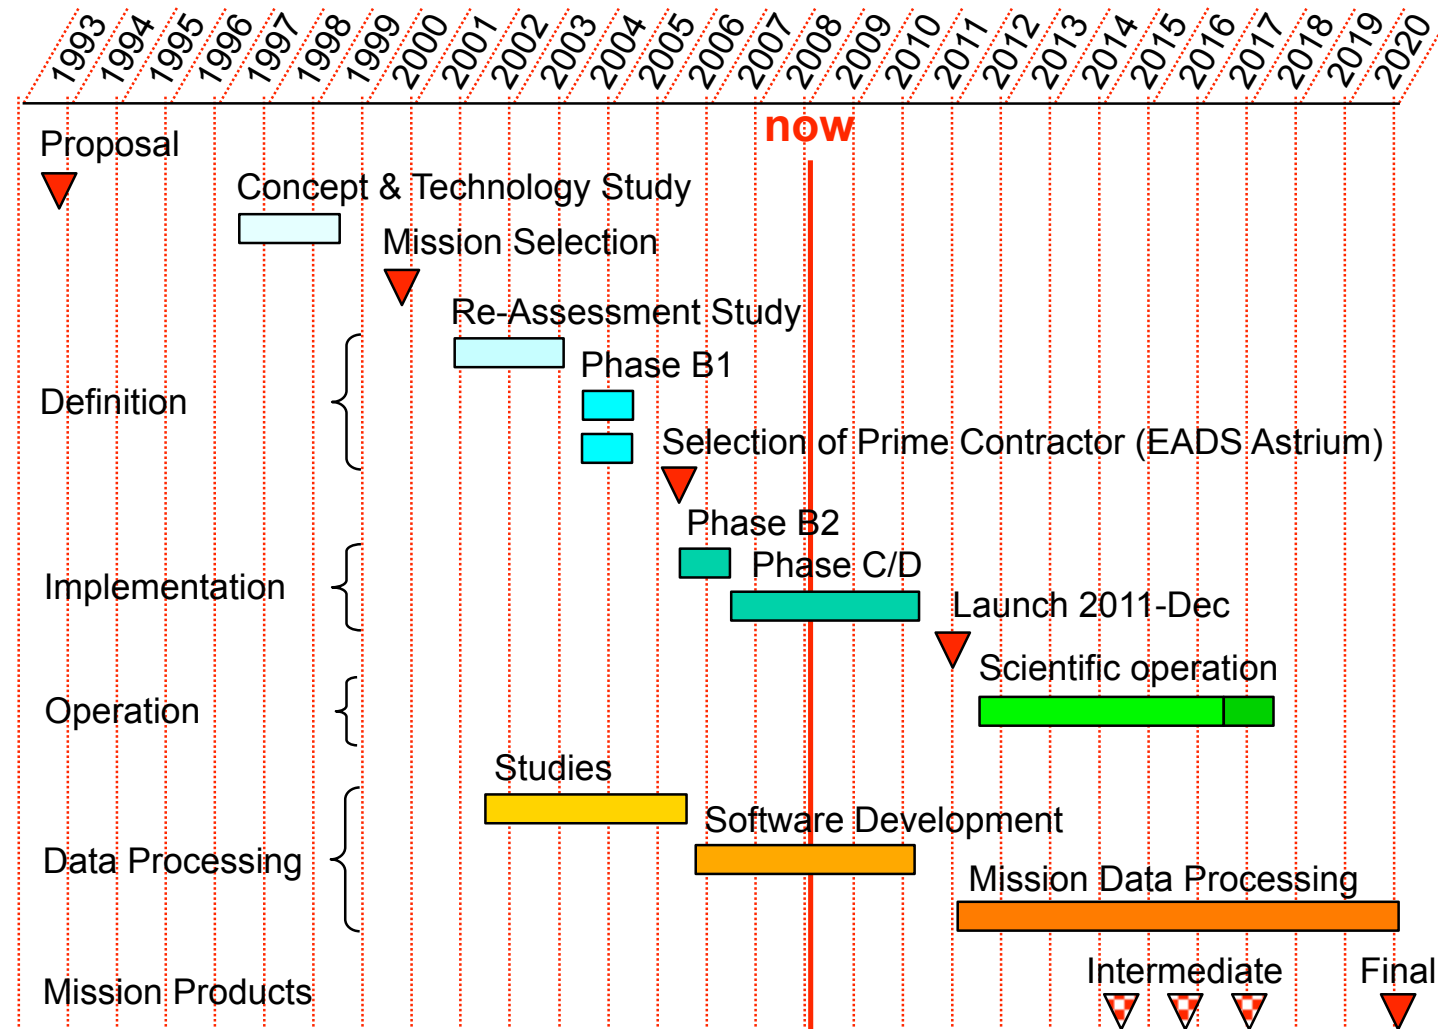 1993 1994 1995 1996 1997 1998 1999 2000 2001 2002 2003 2004 2005 2006 2007 2008 2009 2010 2011 2012 2013 2014 2015 2016 2017 2018 2019 2020
now
Proposal
Concept & Technology Study
Mission Selection
Re-Assessment Study
Phase B1
Definition
Selection of Prime Contractor (EADS Astrium)
Phase B2
Phase C/D
Implementation
Launch 2011-Dec
Scientific operation
Operation
Studies
Software Development
Data Processing
Mission Data Processing
Intermediate
Final
Mission Products